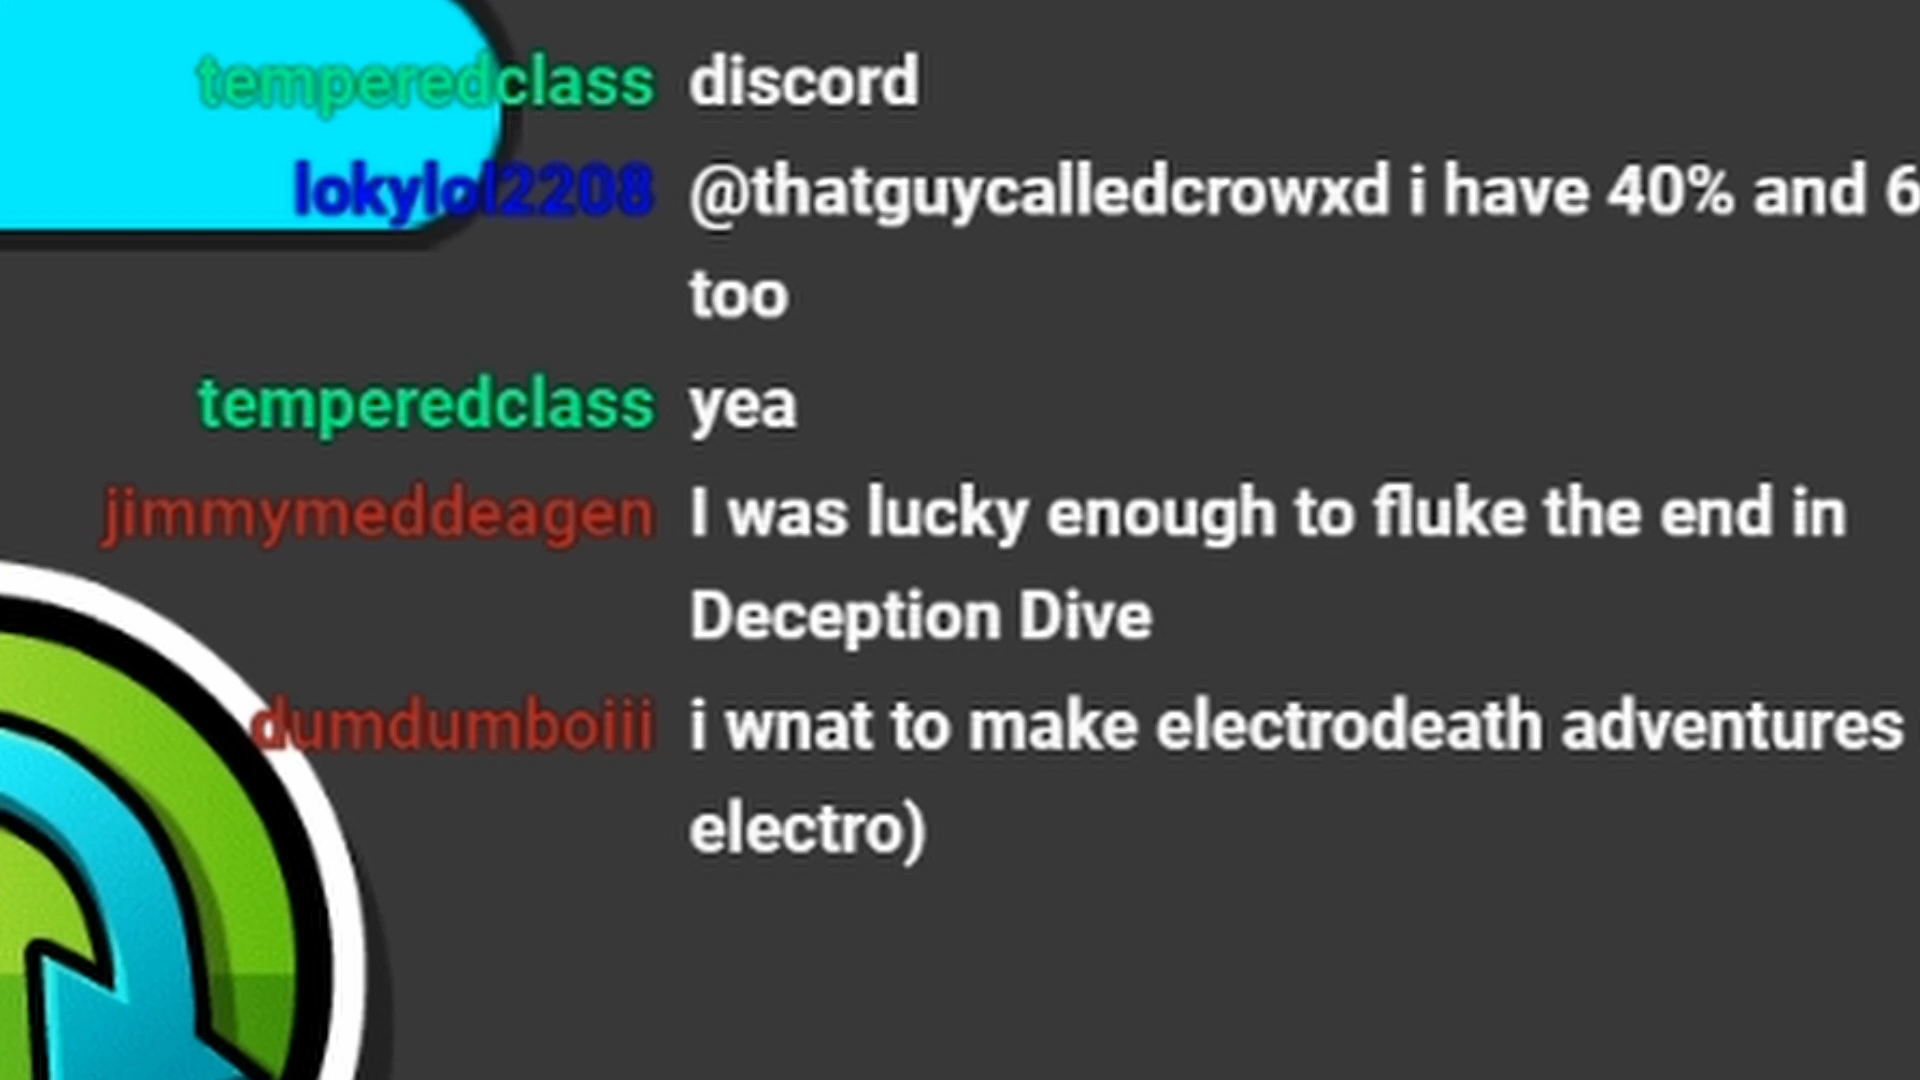 temperedclass discord
lokylol2208 @thatguycalledcrowxd i have 40% and 6
too
temperedclass yea
jimmymeddeagen I was lucky enough to fluke the end in
Deception Dive
dumdumboiii i wnat to make electrodeath adventures
electro)